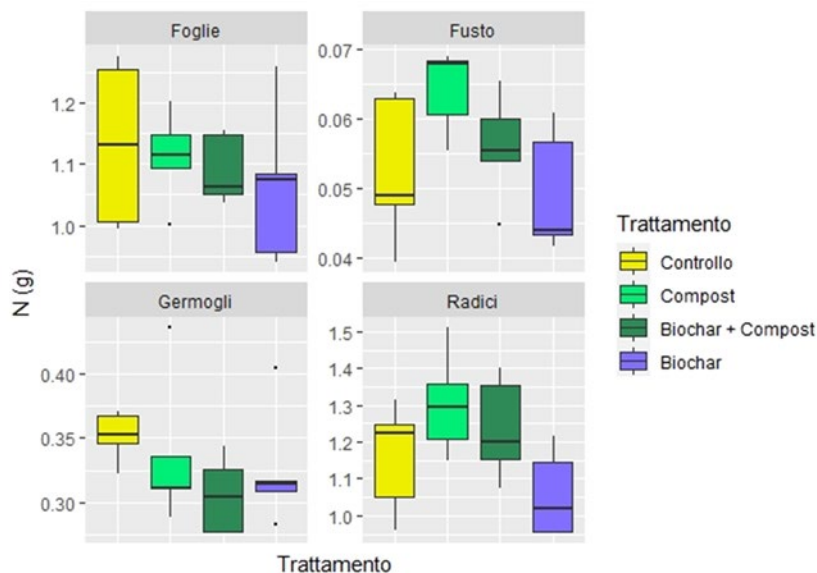 Foglie
Fusto
1.2
1.1
1.0
0.07
0.06
0.05
0.04
N (g)
Germogli
Radici
0.40
0.35
0.30
1.5
1.4
1.3
1.2
1.1
1.0
Trattamento
Trattamento
Controllo
Compost
Biochar + Compost
Biochar